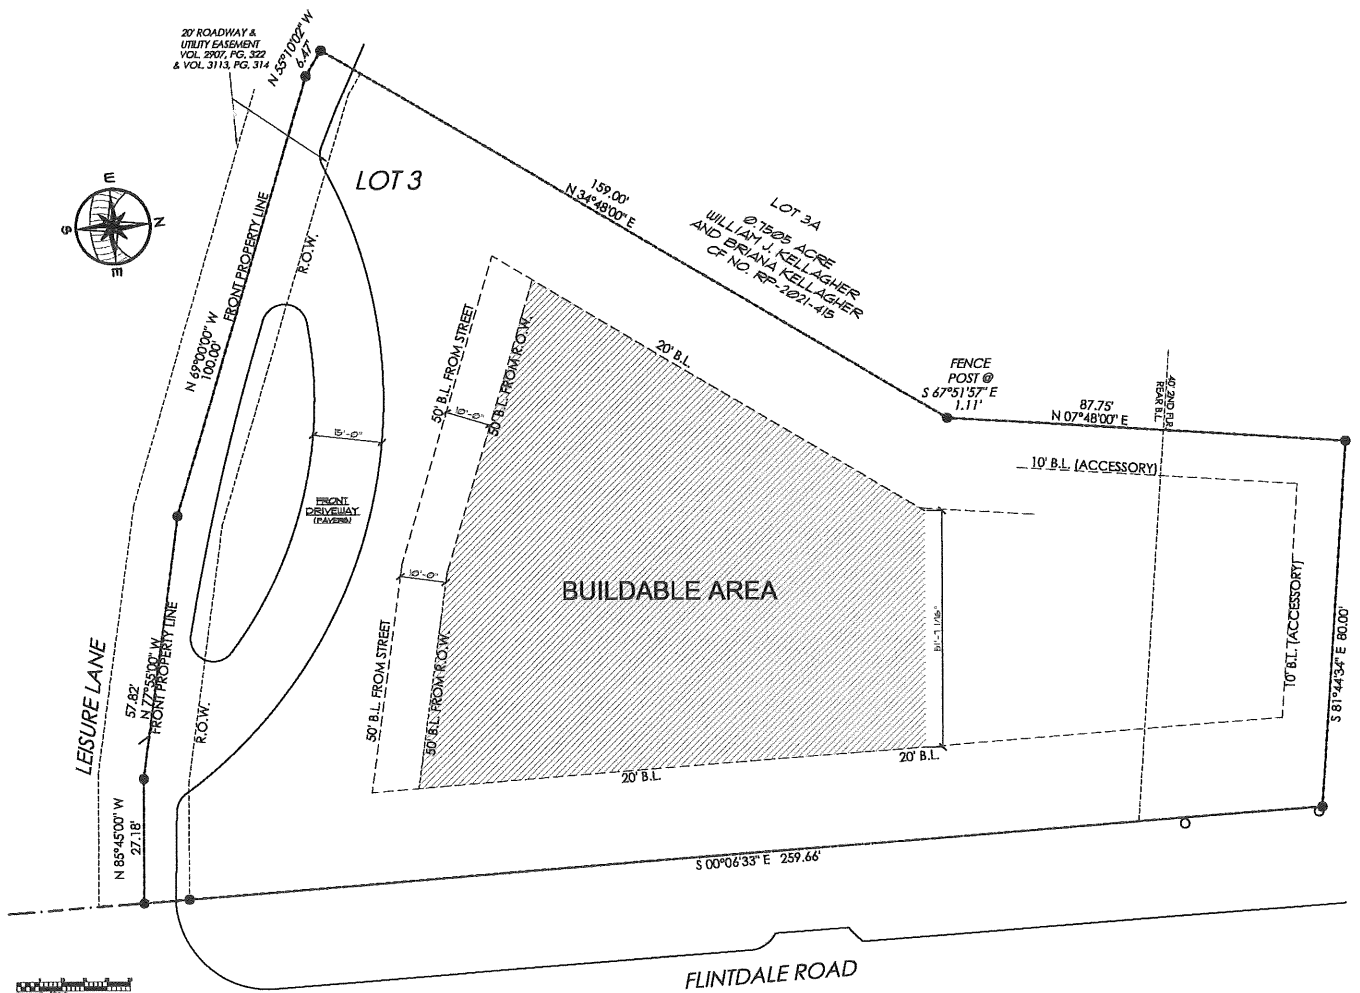 20' ROADWAY &
UTILITY EASEMENT
VOL. 2907, PG. 322
& VOL. 3113, PG. 314
N 55°10'02" W
6.47'
LOT 3
E
N
S
N 69°00'00" W
100.00'
FRONT PROPERTY LINE
R.O.W.
159.00'
N 34°48'00" E
LOT 3A
0.7505 ACRE
WILLIAM J. KELLAGHER
AND BRIANA KELLAGHER
CF NO. RP-2021-415
50' B.L. FROM STREET
50' B.L. FROM R.O.W.
10'-0"
20' B.L.
FENCE
POST @
S 67°51'57" E
1.11'
87.75'
N 07°48'00" E
40' 2ND FLR
REAR B.L.
10' B.L. (ACCESSORY)
15'-0"
FRONT
DRIVEWAY
(PAVERS)
10'-0"
BUILDABLE AREA
10' B.L. (ACCESSORY)
S 81°44'34" E 80.00'
LEISURE LANE
57.82'
N 77°55'00" W
FRONT PROPERTY LINE
R.O.W.
50' B.L. FROM STREET
50' B.L. FROM R.O.W.
20' B.L.
20' B.L.
N 85°45'00" W
27.18'
S 00°06'33" E 259.66'
FLINTDALE ROAD